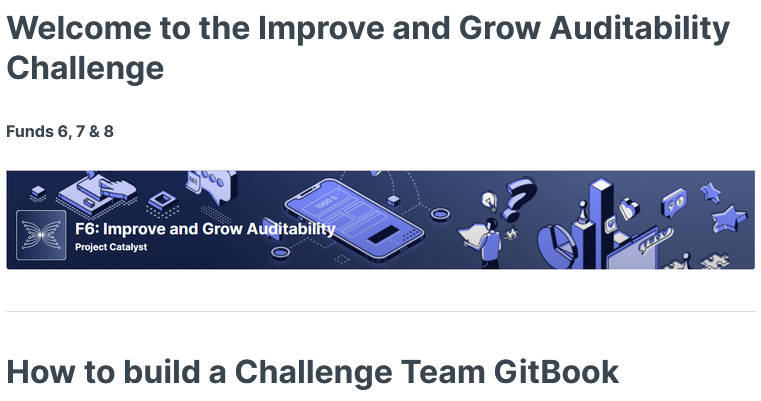 Welcome to the Improve and Grow Auditability
Challenge
Funds 6, 7 & 8
F6: Improve and Grow Auditability
Project Catalyst
How to build a Challenge Team GitBook